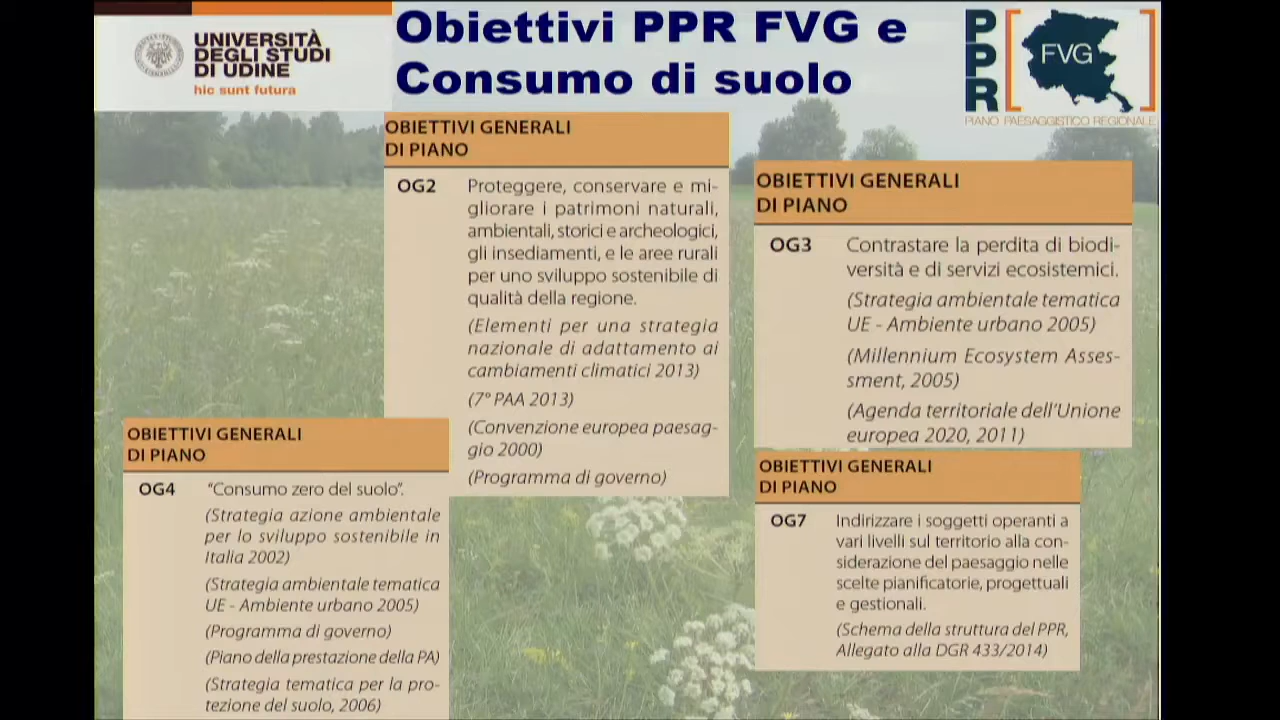 UNIVERSITÀ
DEGLI STUDI
DI UDINE
hic sunt futura
Obiettivi PPR FVG e
Consumo di suolo
PPR
FVG
PIANO PAESAGGISTICO REGIONALE
OBIETTIVI GENERALI
DI PIANO
OG2 Proteggere, conservare e mi-
gliorare i patrimoni naturali,
ambientali, storici e archeologici,
gli insediamenti, e le aree rurali
per uno sviluppo sostenibile di
qualità della regione.
(Elementi per una strategia
nazionale di adattamento ai
cambiamenti climatici 2013)
(7° PAA 2013)
(Convenzione europea paesag-
gio 2000)
(Programma di governo)
OBIETTIVI GENERALI
DI PIANO
OG3 Contrastare la perdita di biodi-
versità e di servizi ecosistemici.
(Strategia ambientale tematica
UE - Ambiente urbano 2005)
(Millennium Ecosystem Asses-
sment, 2005)
(Agenda territoriale dell'Unione
europea 2020, 2011)
OBIETTIVI GENERALI
DI PIANO
OG4 "Consumo zero del suolo".
(Strategia azione ambientale
per lo sviluppo sostenibile in
Italia 2002)
(Strategia ambientale tematica
UE - Ambiente urbano 2005)
(Programma di governo)
(Piano della prestazione della PA)
(Strategia tematica per la pro-
tezione del suolo, 2006)
OBIETTIVI GENERALI
DI PIANO
OG7 Indirizzare i soggetti operanti a
vari livelli sul territorio alla con-
siderazione del paesaggio nelle
scelte pianificatorie, progettuali
e gestionali.
(Schema della struttura del PPR,
Allegato alla DGR 433/2014)